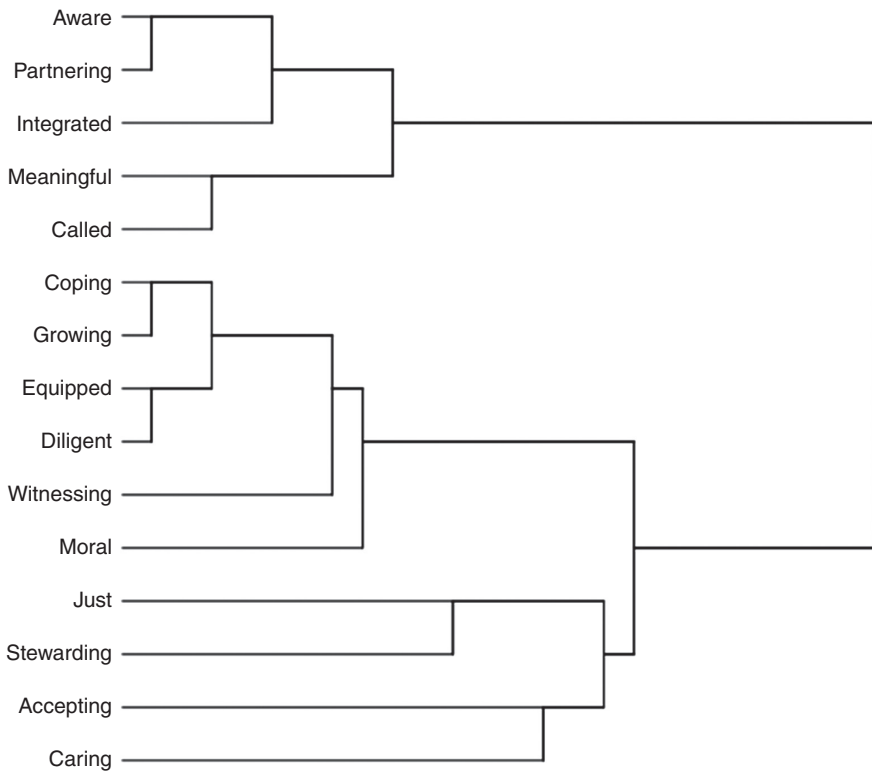 Aware
Partnering
Integrated
Meaningful
Called
Coping
Growing
Equipped
Diligent
Witnessing
Moral
Just
Stewarding
Accepting
Caring